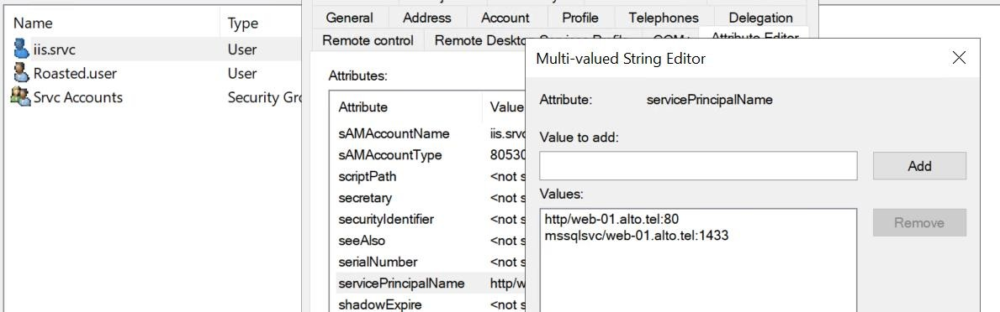 Name Type
iis.srvc User
Roasted.user User
Srvc Accounts Security Gro
General Address Account Profile Telephones Delegation
Remote control Remote Deskto COM+ Attribute Editor
Attributes:
Attribute Value
sAMAccountName iis.srvc
sAMAccountType 80530
scriptPath <not s
secretary <not s
securityIdentifier <not s
seeAlso <not s
serialNumber <not s
servicePrincipalName http/w
shadowExpire <not s
Multi-valued String Editor
Attribute: servicePrincipalName
Value to add:
Add
Values:
http/web-01.alto.tel:80
mssqlsvc/web-01.alto.tel:1433
Remove